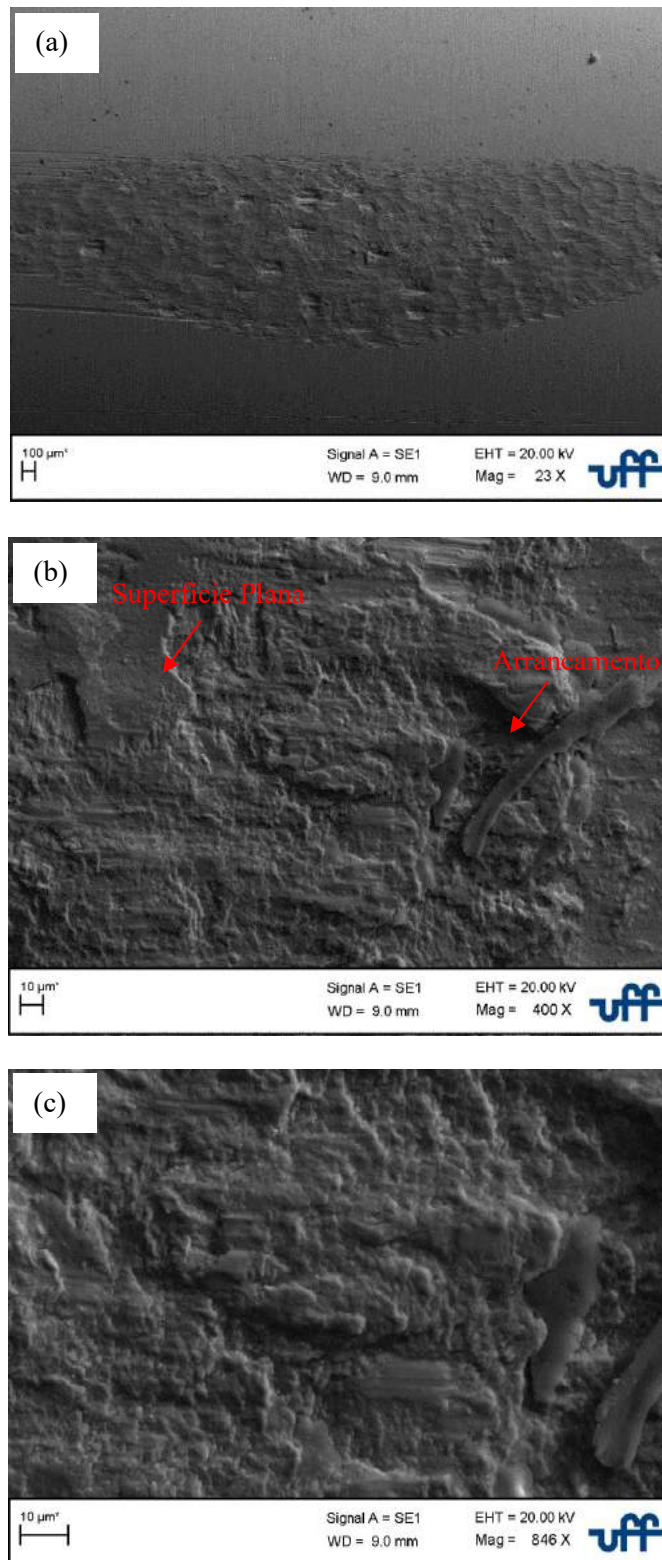 (a)
100 µm*
Signal A = SE1
EHT = 20.00 kV
WD = 9.0 mm
Mag = 23 X
uff
(b)
Superficie Plana
Arrancamento
10 µm*
Signal A = SE1
EHT = 20.00 kV
WD = 9.0 mm
Mag = 400 X
uff
(c)
10 µm*
Signal A = SE1
EHT = 20.00 kV
WD = 9.0 mm
Mag = 846 X
uff